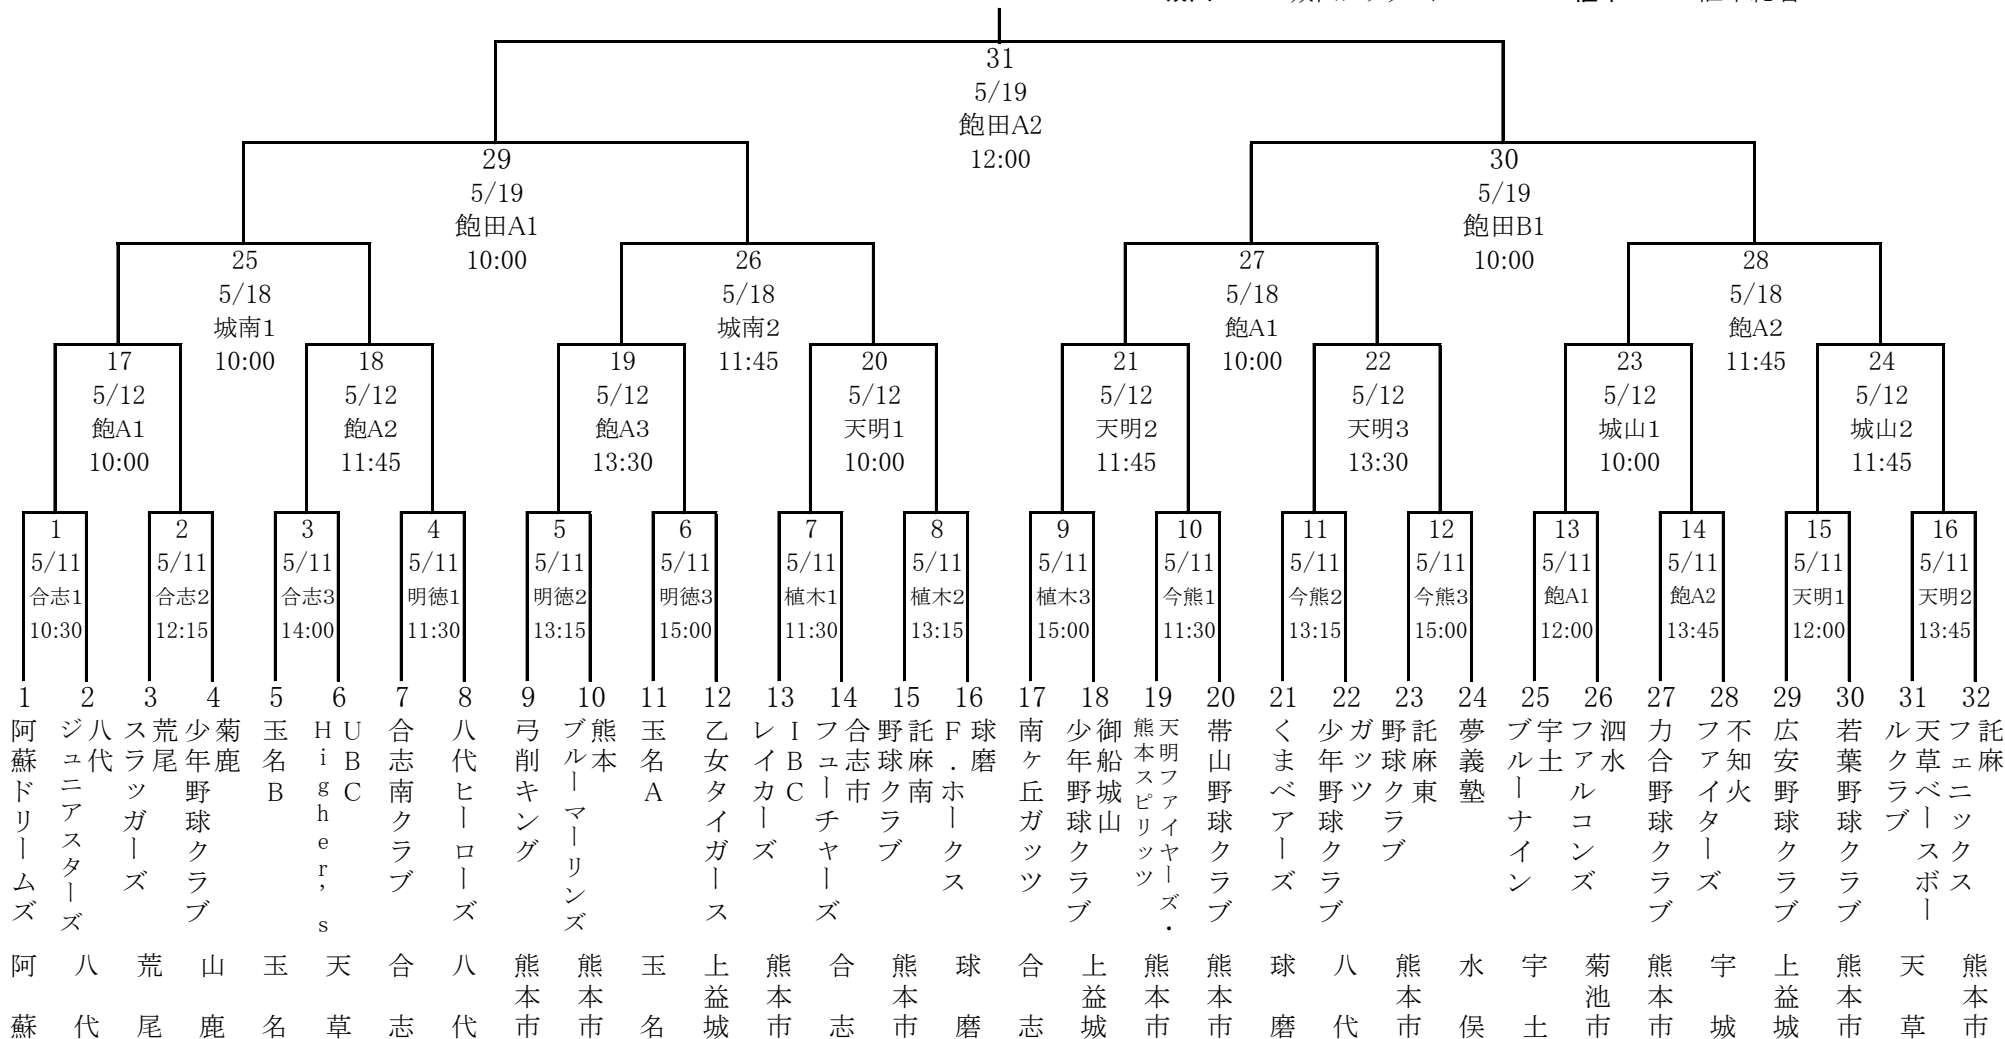 31
5/19
飽田A2
12:00
29
5/19
飽田A1
10:00
30
5/19
飽田B1
10:00
25
5/18
城南1
10:00
26
5/18
城南2
11:45
27
5/18
飽A1
10:00
28
5/18
飽A2
11:45
17
5/12
飽A1
10:00
18
5/12
飽A2
11:45
19
5/12
飽A3
13:30
20
5/12
天明1
10:00
21
5/12
天明2
11:45
22
5/12
天明3
13:30
23
5/12
城山1
10:00
24
5/12
城山2
11:45
1
5/11
合志1
10:30
2
5/11
合志2
12:15
3
5/11
合志3
14:00
4
5/11
明徳1
11:30
5
5/11
明徳2
13:15
6
5/11
明徳3
15:00
7
5/11
植木1
11:30
8
5/11
植木2
13:15
9
5/11
植木3
15:00
10
5/11
今熊1
11:30
11
5/11
今熊2
13:15
12
5/11
今熊3
15:00
13
5/11
飽A1
12:00
14
5/11
飽A2
13:45
15
5/11
天明1
12:00
16
5/11
天明2
13:45
1
阿蘇ドリームズ
阿蘇
2
八代
ジュニアスターズ
八代
3
荒尾
スラッガーズ
荒尾
4
菊鹿
少年野球クラブ
山鹿
5
玉名B
玉名
6
UBC
Higher’s
天草
7
合志南クラブ
合志
8
八代ヒーローズ
八代
9
弓削キング
熊本市
10
熊本
ブルーマーリンズ
熊本市
11
玉名A
玉名
12
乙女タイガース
上益城
13
IBC
レイカーズ
熊本市
14
合志市
フューチャーズ
合志
15
託麻南
野球クラブ
熊本市
16
球磨
F．ホークス
球磨
17
南ヶ丘ガッツ
合志
18
御船城山
少年野球クラブ
上益城
19
天明ファイヤーズ・
熊本スピリッツ
熊本市
20
帯山野球クラブ
熊本市
21
くまベアーズ
球磨
22
ガッツ
少年野球クラブ
八代
23
託麻東
野球クラブ
熊本市
24
夢義塾
水俣
25
宇土
ブルーナイン
宇土
26
泗水
ファルコンズ
菊池市
27
力合野球クラブ
熊本市
28
不知火
ファイターズ
宇城
29
広安野球クラブ
上益城
30
若葉野球クラブ
熊本市
31
天草ベースボー
ルクラブ
天草
32
託麻
フェニックス
熊本市